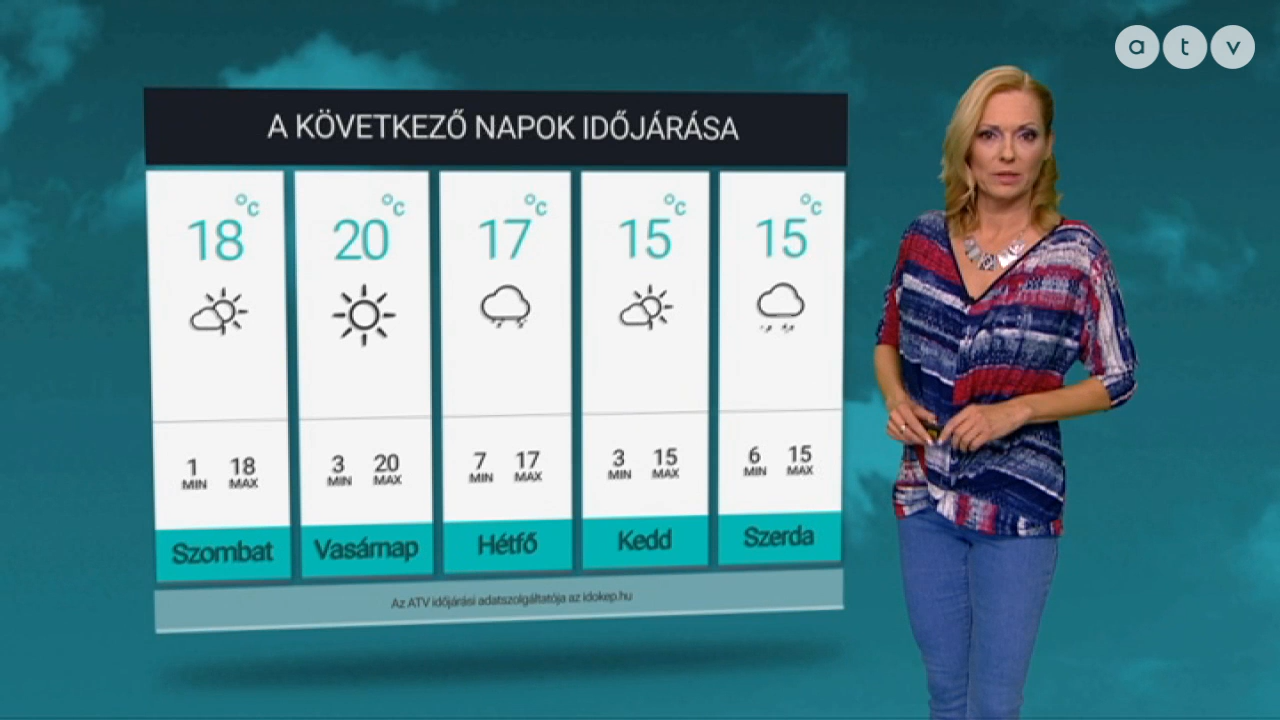 a t v
A KÖVETKEZŐ NAPOK IDŐJÁRÁSA
18 °C
20 °C
17 °C
15 °C
15 °C
1 MIN 18 MAX
3 MIN 20 MAX
7 MIN 17 MAX
3 MIN 15 MAX
6 MIN 15 MAX
Szombat
Vasárnap
Hétfő
Kedd
Szerda
Az ATV időjárási adatszolgáltatója az idokep.hu